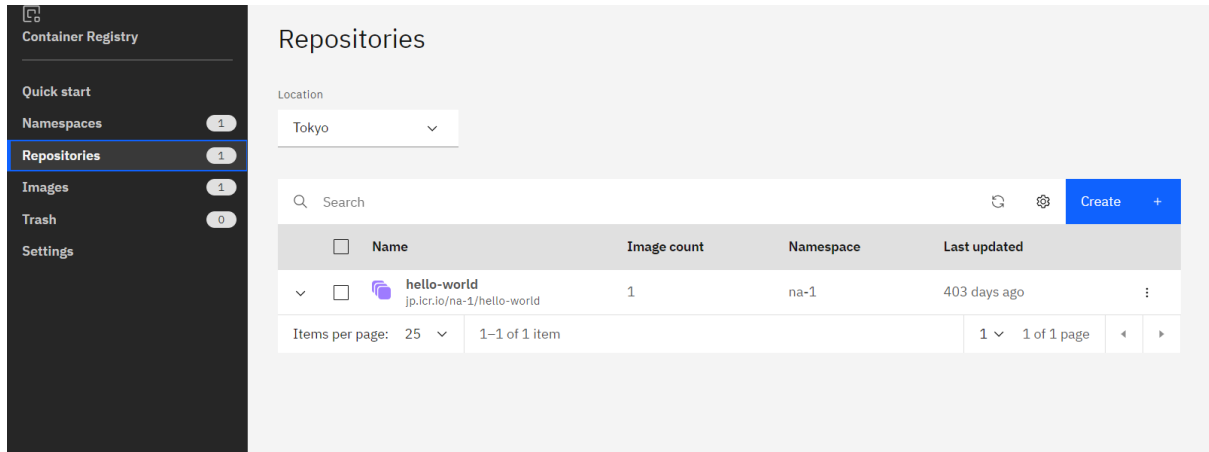 Container Registry
Quick start
Namespaces 1
Repositories 1
Images 1
Trash 0
Settings
Repositories
Location
Tokyo
Search
Create +
Name Image count Namespace Last updated
hello-world
jp.icr.io/na-1/hello-world
1 na-1 403 days ago
Items per page: 25 1–1 of 1 item 1 1 of 1 page